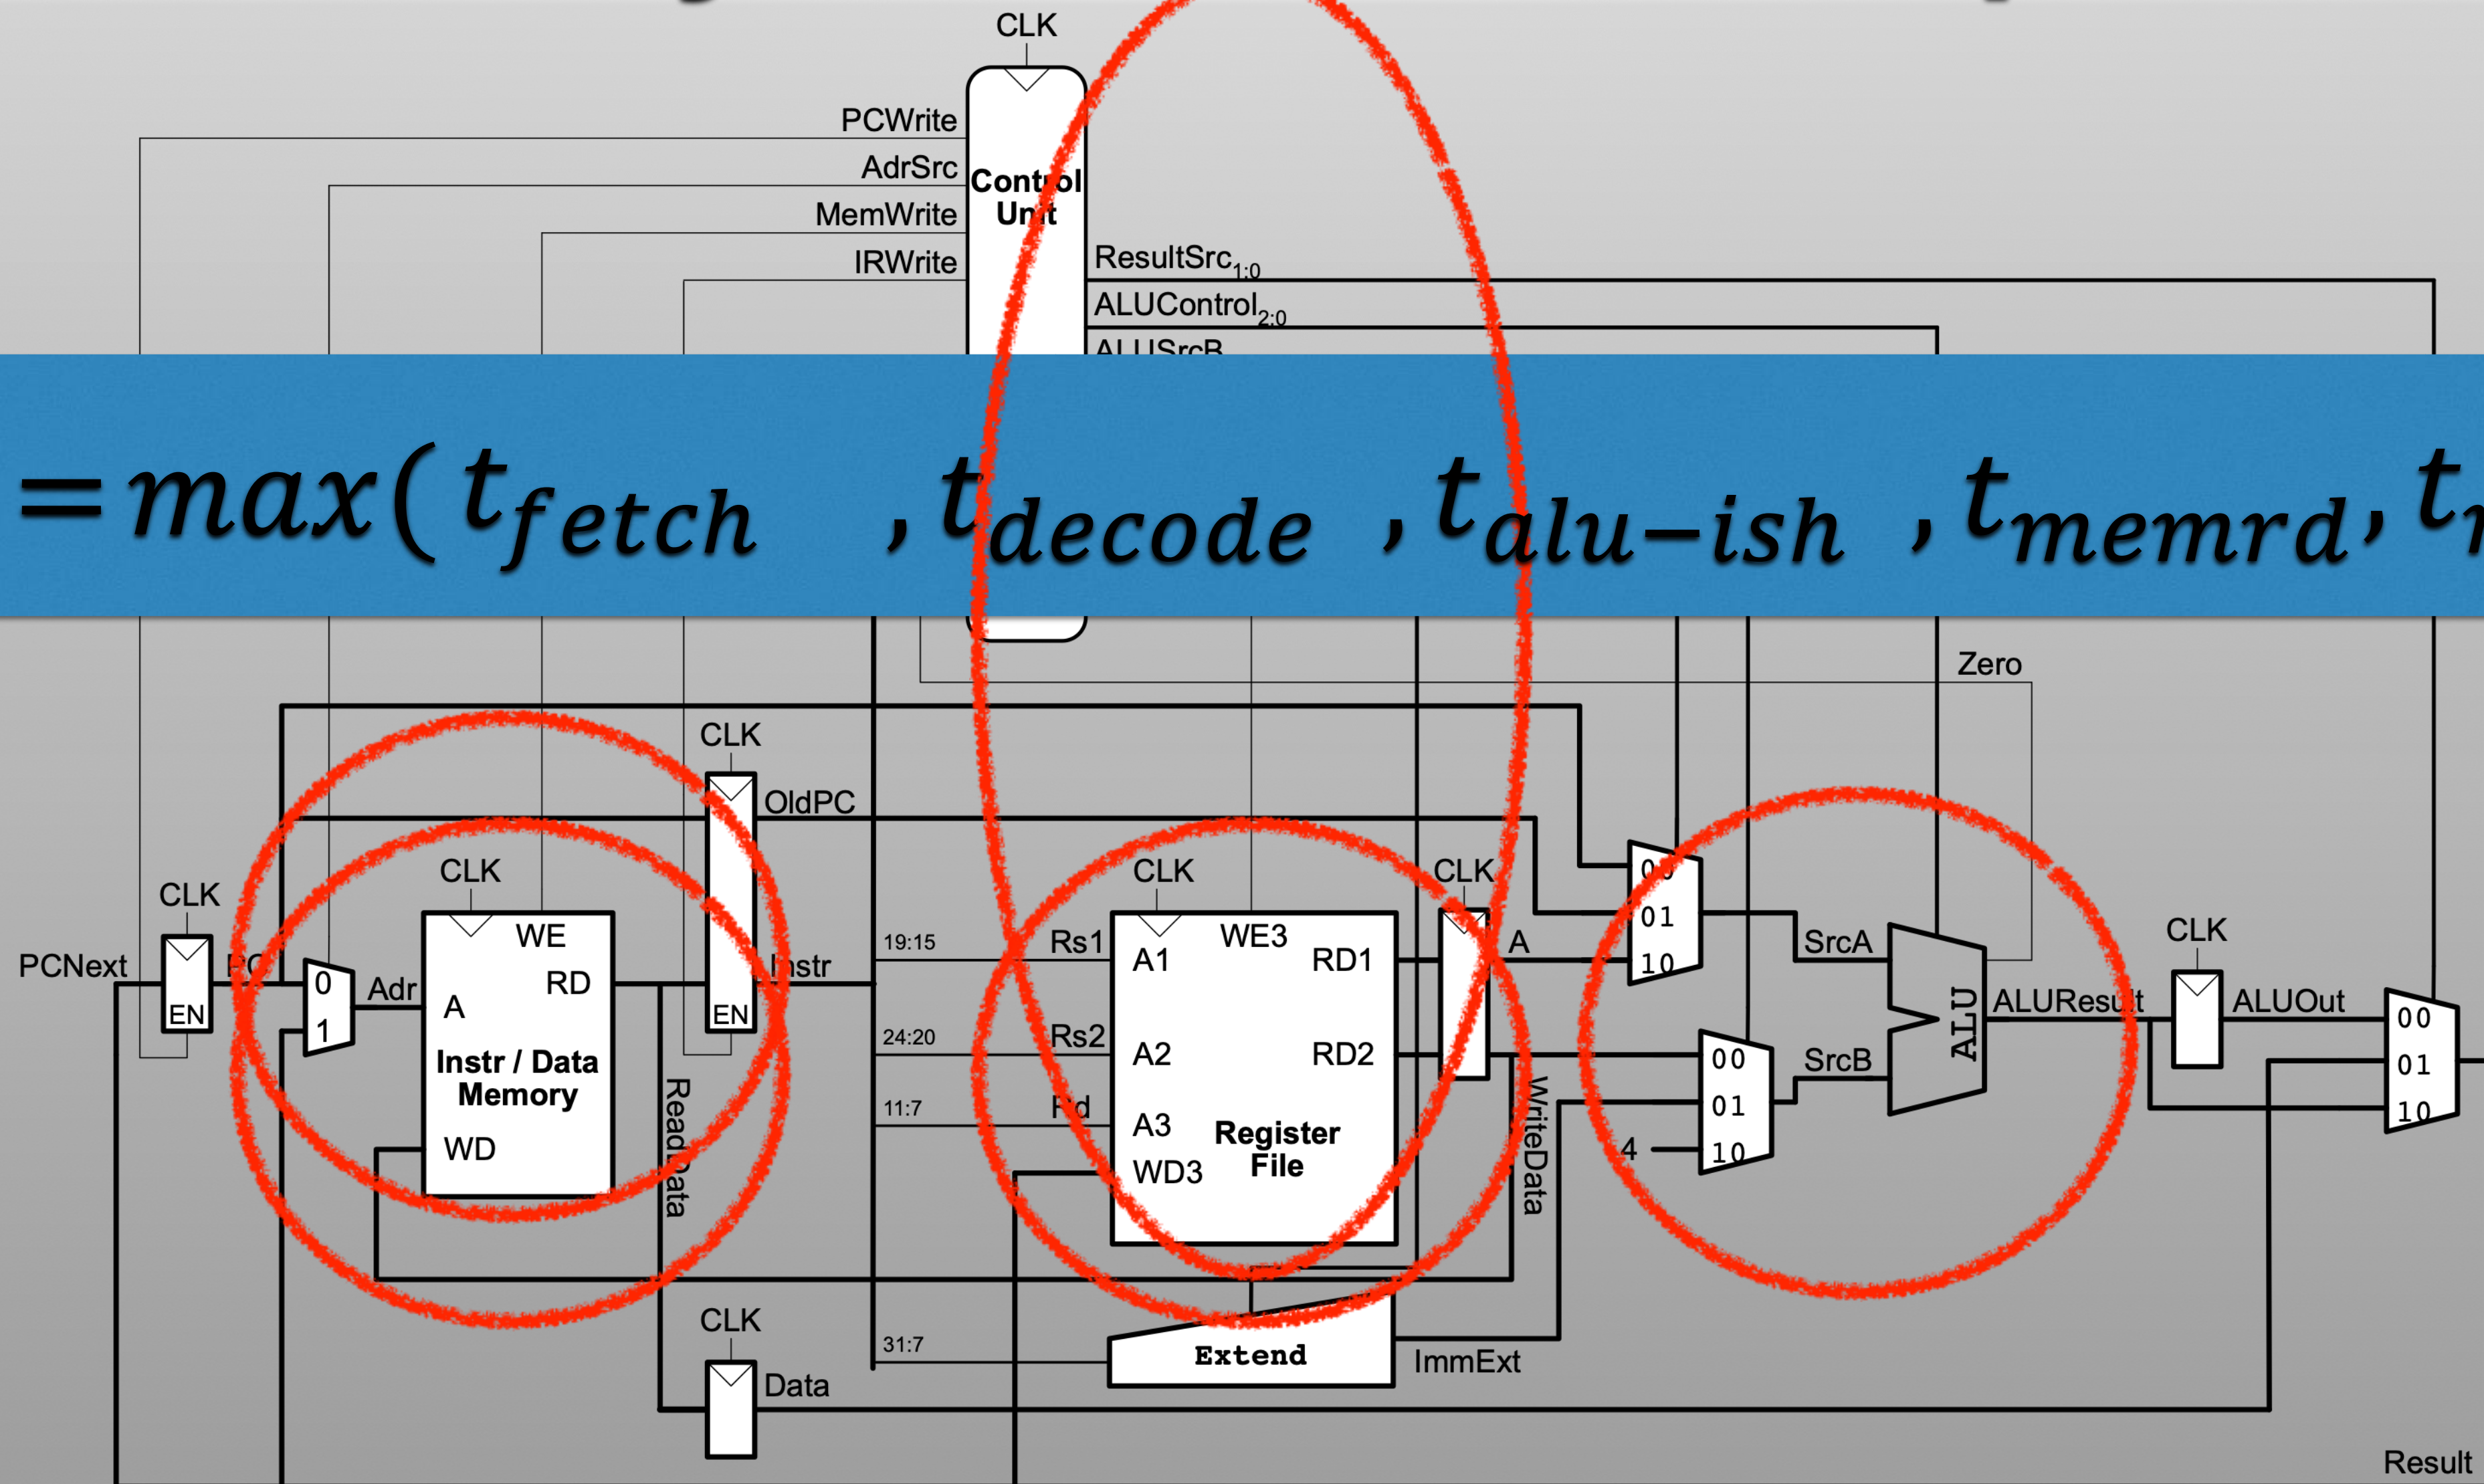 CLK
PCWrite
AdrSrc
Control
Unit
MemWrite
IRWrite
ResultSrc1:0
ALUControl2:0
ALUSrcB
=max(tfetch ,tdecode ,talu−ish ,tmemrd,t
Zero
CLK
OldPC
CLK
CLK
CLK
CLK
CLK
PCNext
EN
0
1
Adr
WE
A
RD
Instr / Data
Memory
WD
EN
Instr
ReadData
19:15
Rs1
24:20
Rs2
11:7
Rd
A1
WE3
RD1
A2
RD2
A3
Register
File
WD3
A
WriteData
00
01
10
SrcA
00
01
10
4
SrcB
ALU
ALUResult
ALUOut
00
01
10
31:7
Extend
ImmExt
CLK
Data
Result